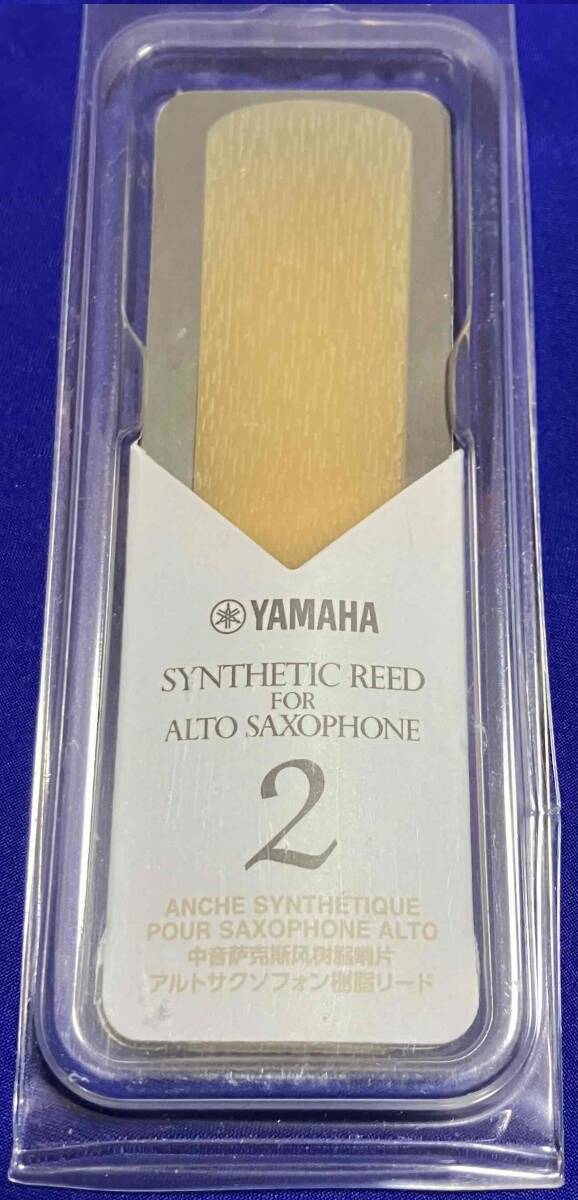 YAMAHA
SYNTHETIC REED
FOR
ALTO SAXOPHONE
2
ANCHE SYNTHÉTIQUE
POUR SAXOPHONE ALTO
中音萨克斯风树脂哨片
アルトサクソフォン樹脂リード